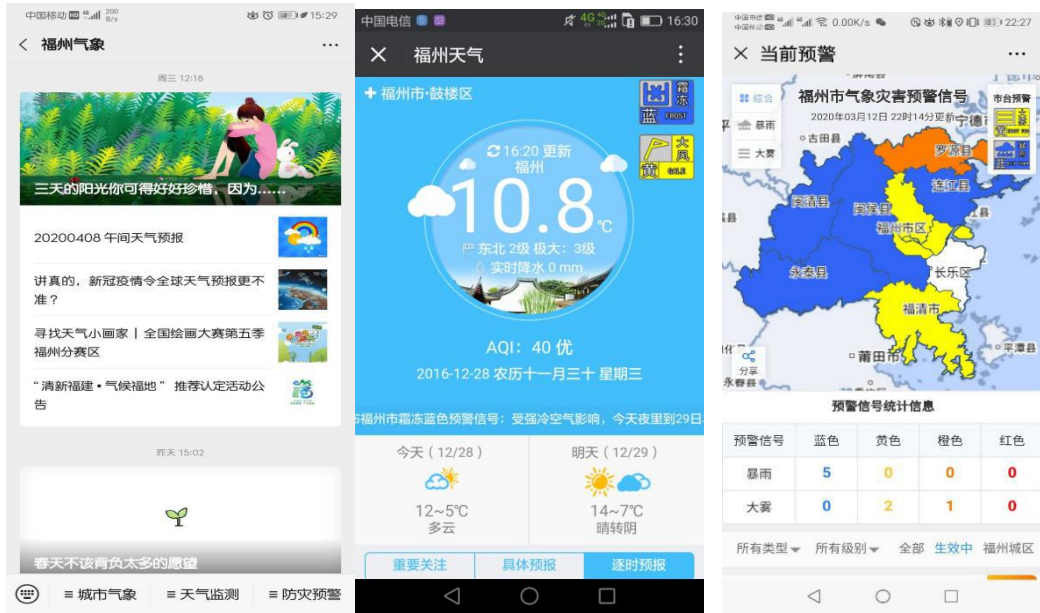 中国移动 HD 4G 200 B/s 15:29
福州气象 ...
周三 12:18
三天的阳光你可得好好珍惜，因为......
20200408 午间天气预报
讲真的，新冠疫情令全球天气预报更不
准？
寻找天气小画家丨全国绘画大赛第五季
福州分赛区
“清新福建•气候福地”推荐认定活动公
告
昨天 15:02
春天不该背负太多的愿望
城市气象 天气监测 防灾预警
中国电信 4G 16:30
福州天气
福州市·鼓楼区
霜冻
蓝 FROST
大风
黄 GALE
16:20 更新
福州
10.8℃
东北 2级 极大：3级
实时降水 0 mm
AQI：40 优
2016-12-28 农历十一月三十 星期三
福州市霜冻蓝色预警信号：受强冷空气影响，今天夜里到29日
今天（12/28） 明天（12/29）
12~5℃ 14~7℃
多云 晴转阴
重要关注 具体预报 逐时预报
中国电信 HD
中国移动 HD 0.00K/s 22:27
当前预警 ...
综合
暴雨
大雾
福州市气象灾害预警信号
2020年03月12日 22时14分更新
市台预警
宁德
古田县
罗源县
连江县
闽清县
闽侯县
福州市区
永泰县
长乐区
福清市
莆田市
平潭县
永春县
分享
预警信号统计信息
预警信号 蓝色 黄色 橙色 红色
暴雨 5 0 0 0
大雾 0 2 1 0
所有类型 所有级别 全部 生效中 福州城区